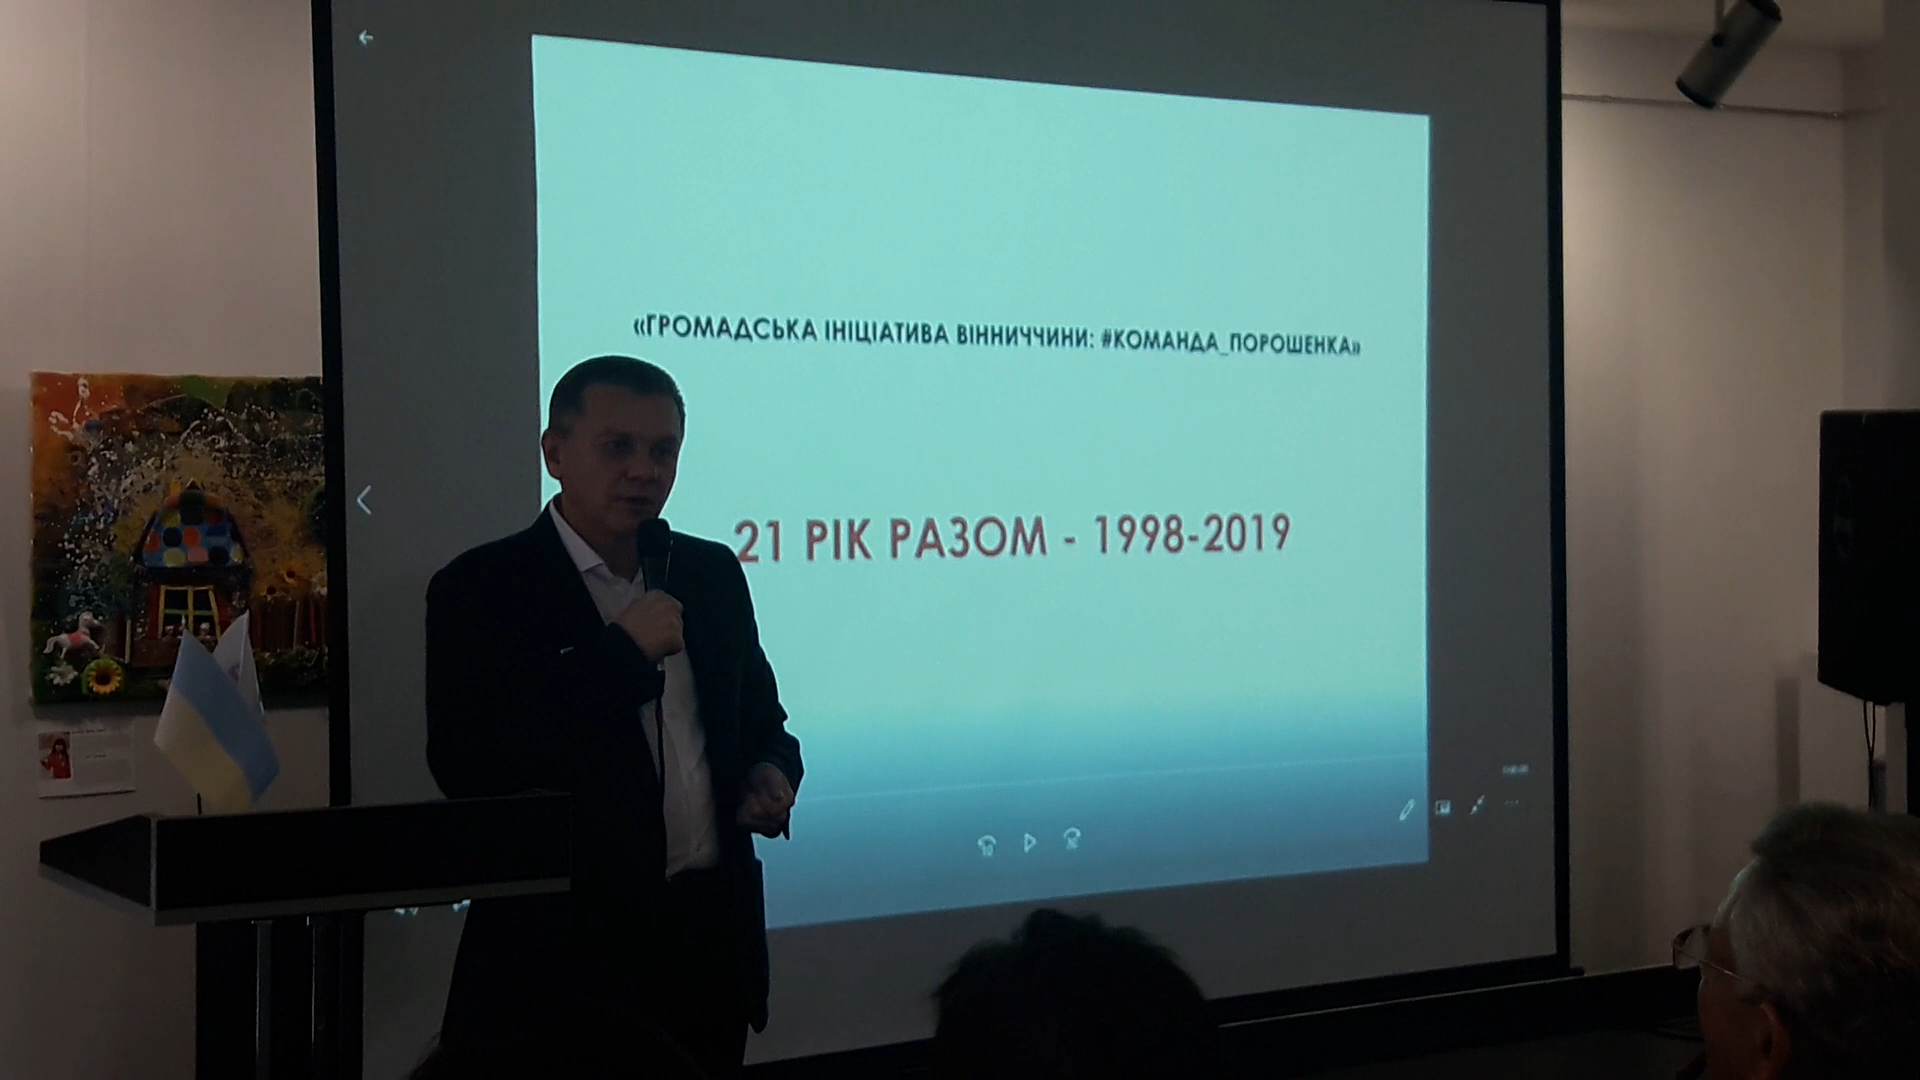 «ГРОМАДСЬКА ІНІЦІАТИВА ВІННИЧЧИНИ: #КОМАНДА_ПОРОШЕНКА»
21 РІК РАЗОМ - 1998-2019